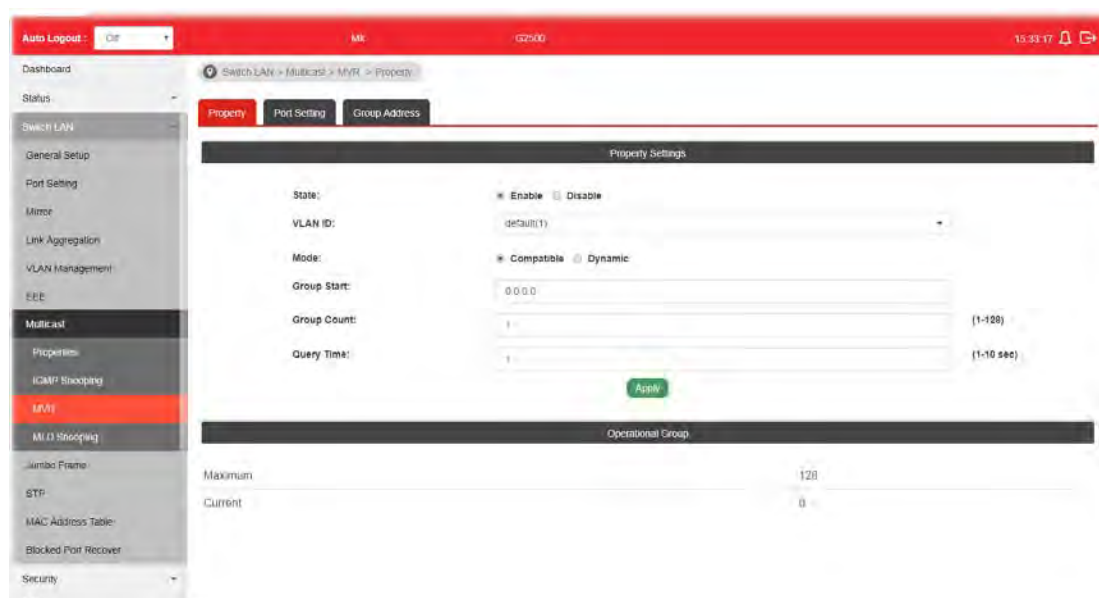 Auto Logout : Off
G2500
15:33:17
Dashboard
Status
Switch LAN
General Setup
Port Setting
Mirror
Link Aggregation
VLAN Management
EEE
Multicast
Properties
IGMP Snooping
MVR
MLD Snooping
Jumbo Frame
STP
MAC Address Table
Blocked Port Recover
Security
Switch LAN > Multicast > MVR > Property
Property Port Setting Group Address
Property Settings
State: Enable Disable
VLAN ID: default(1)
Mode: Compatible Dynamic
Group Start: 0.0.0.0
Group Count: 1 (1-128)
Query Time: 1 (1-10 sec)
Apply
Operational Group
Maximum 128
Current 0